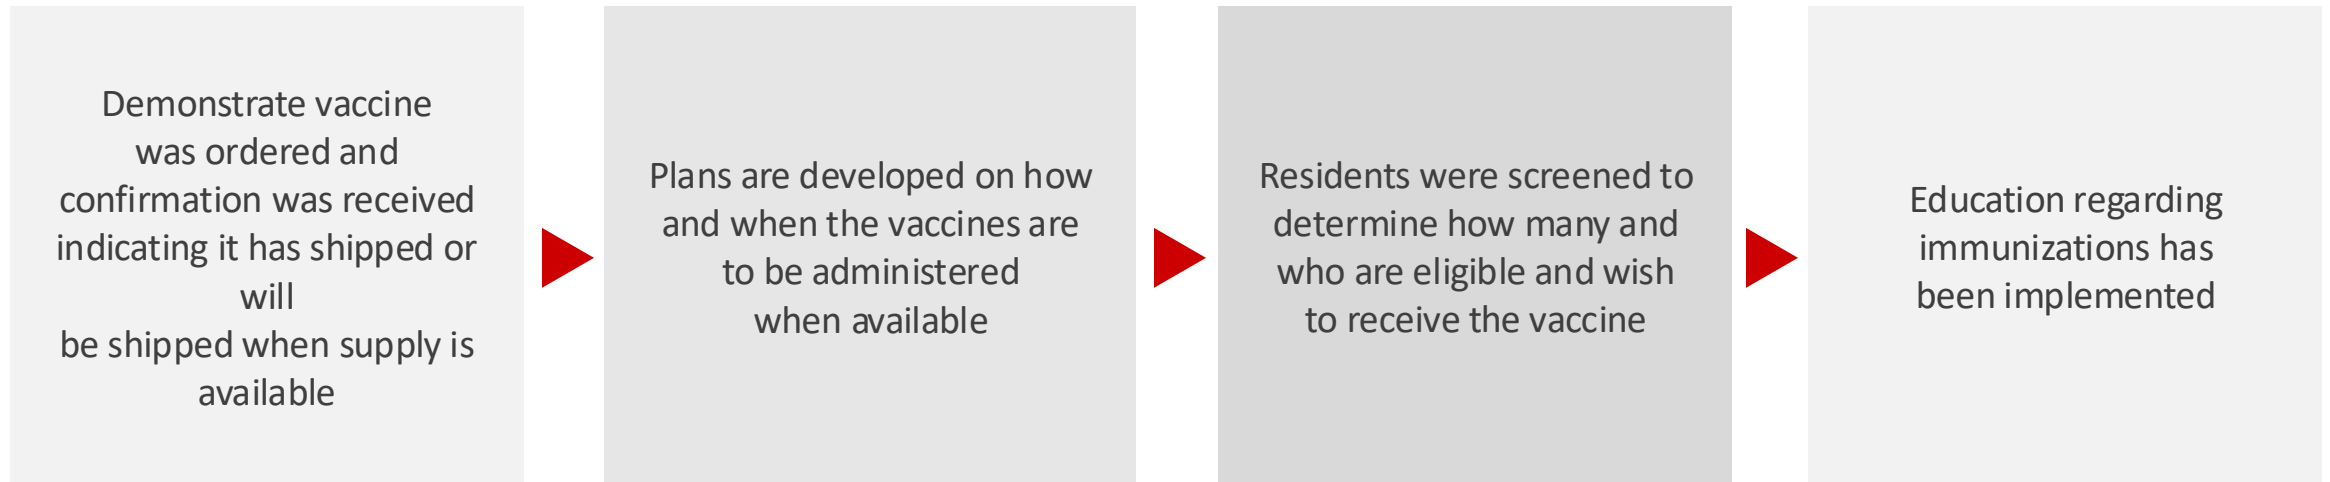 Demonstrate vaccine
was ordered and
confirmation was received
indicating it has shipped or
will
be shipped when supply is
available
Plans are developed on how
and when the vaccines are
to be administered
when available
Residents were screened to
determine how many and
who are eligible and wish
to receive the vaccine
Education regarding
immunizations has
been implemented